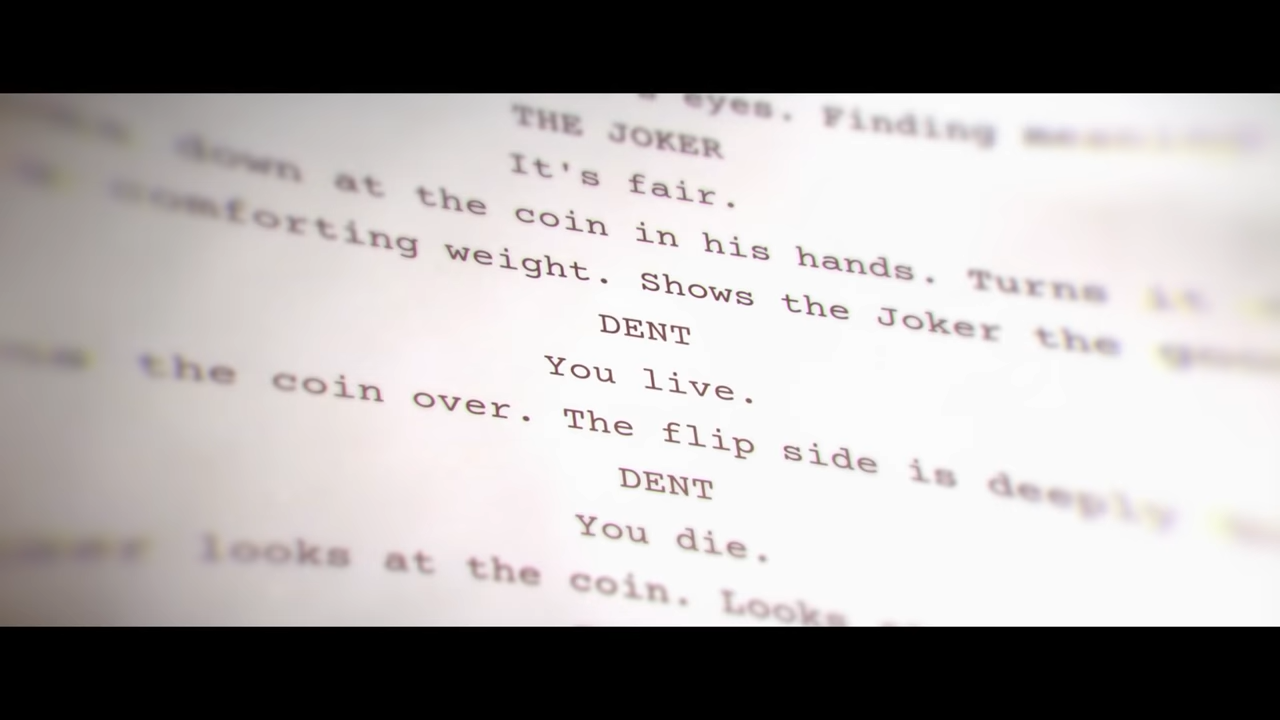 eyes. Finding
THE JOKER
It's fair.
down at the coin in his hands. Turns it
comforting weight. Shows the Joker the
DENT
You live.
the coin over. The flip side is deeply
DENT
You die.
looks at the coin. Looks